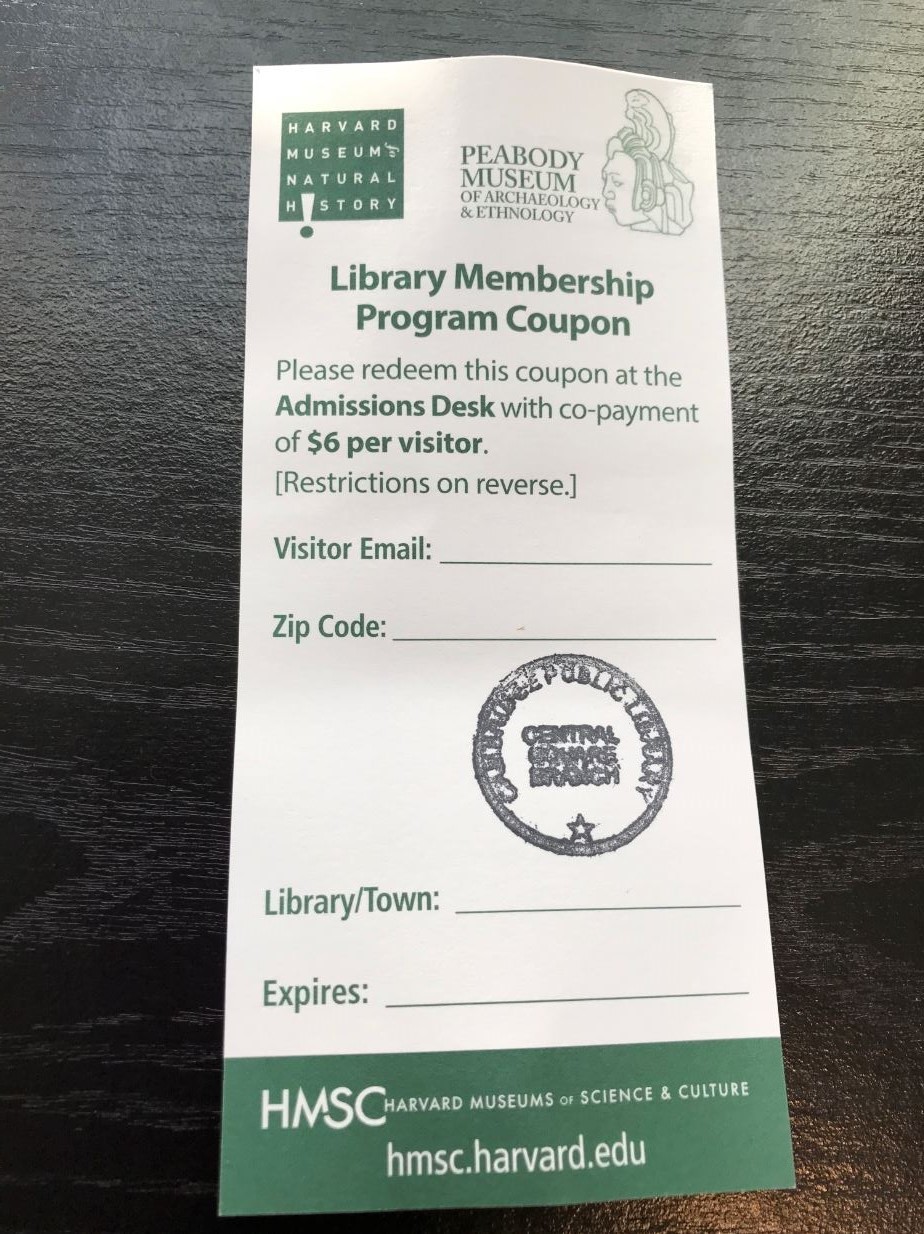 HARVARD
MUSEUM of
NATURAL
H!STORY
PEABODY
MUSEUM
OF ARCHAEOLOGY
& ETHNOLOGY
Library Membership
Program Coupon
Please redeem this coupon at the
Admissions Desk with co-payment
of $6 per visitor.
[Restrictions on reverse.]
Visitor Email:
Zip Code:
CAMBRIDGE PUBLIC LIBRARY
CENTRAL
SQUARE
BRANCH
Library/Town:
Expires:
HMSC HARVARD MUSEUMS OF SCIENCE & CULTURE
hmsc.harvard.edu